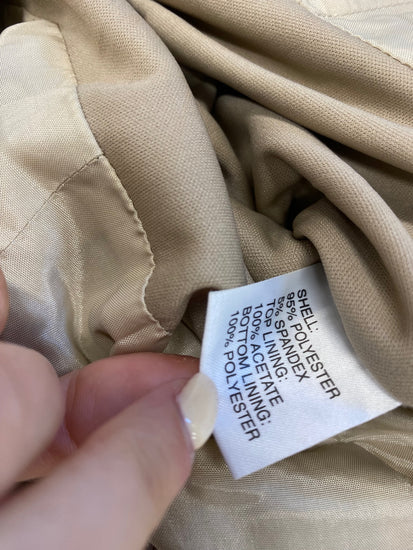 SHELL:
95% POLYESTER
5% SPANDEX
TOP LINING:
100% ACETATE
BOTTOM LINING:
100% POLYESTER